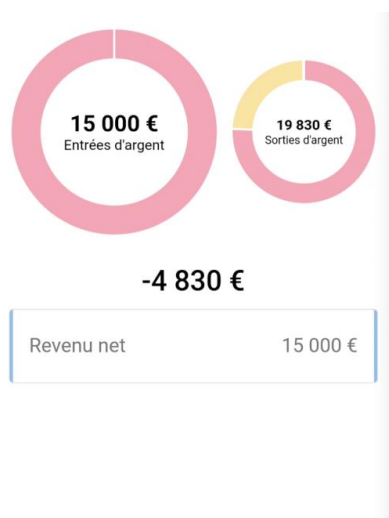 15 000 €
Entrées d'argent
19 830 €
Sorties d'argent
-4 830 €
Revenu net 15 000 €